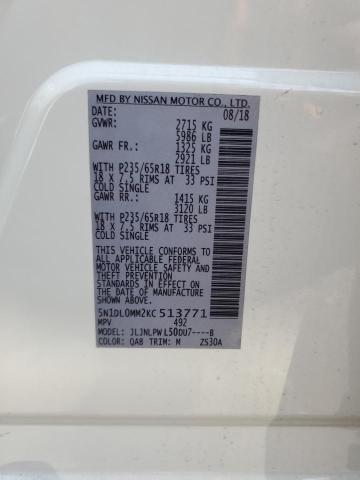 MFD BY NISSAN MOTOR CO., LTD.
DATE: 08/18
GVWR: 2715 KG
5986 LB
GAWR FR.: 1325 KG
2921 LB
WITH P235/65R18 TIRES
18 X 7.5 RIMS AT 33 PSI
COLD SINGLE
GAWR RR.: 1415 KG
3120 LB
WITH P235/65R18 TIRES
18 X 7.5 RIMS AT 33 PSI
COLD SINGLE
THIS VEHICLE CONFORMS TO
ALL APPLICABLE FEDERAL
MOTOR VEHICLE SAFETY
AND THEFT PREVENTION
STANDARDS IN EFFECT ON
THE DATE OF MANUFACTURE
SHOWN ABOVE.
5N1DL0MM2KC513771
MPV 492
MODEL: JLJNLPW L50DU7----B
COLOR: QAB TRIM: M ZS30A